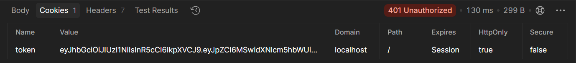 Body Cookies 1 Headers 7 Test Results 401 Unauthorized • 130 ms • 299 B
Name Value Domain Path Expires HttpOnly Secure
token eyJhbGciOiJIUzI1NiIsInR5cCI6IkpXVCJ9.eyJpZCI6MSwidXNlcm5hbWUi... localhost / Session true false